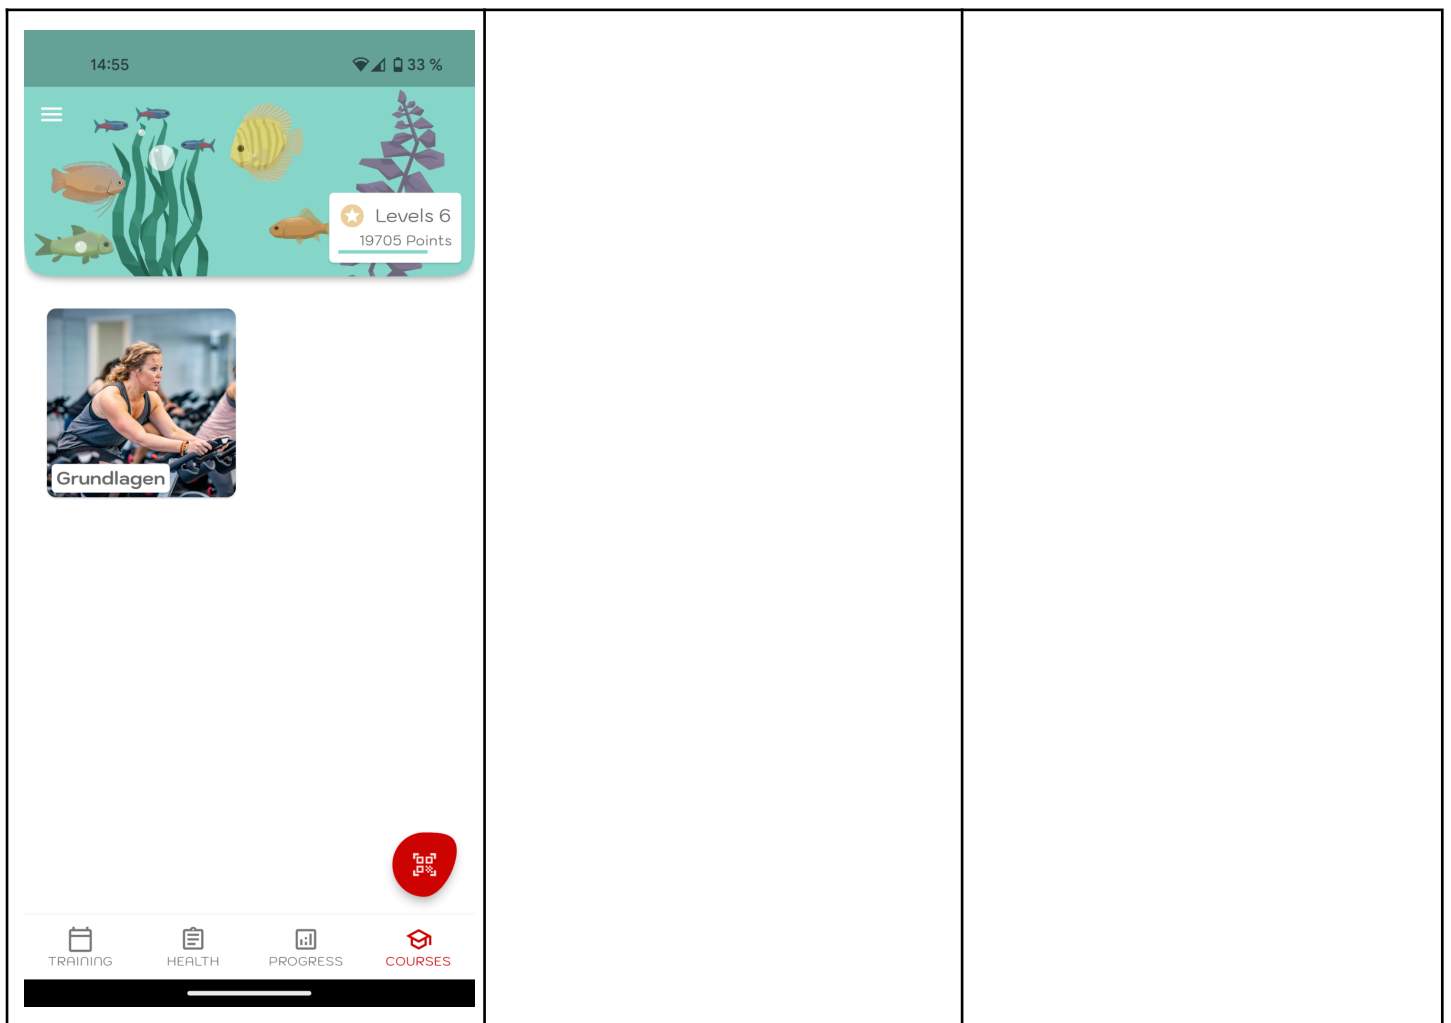 14:55
33 %
Levels 6
19705 Points
Grundlagen
TRAINING
HEALTH
PROGRESS
COURSES